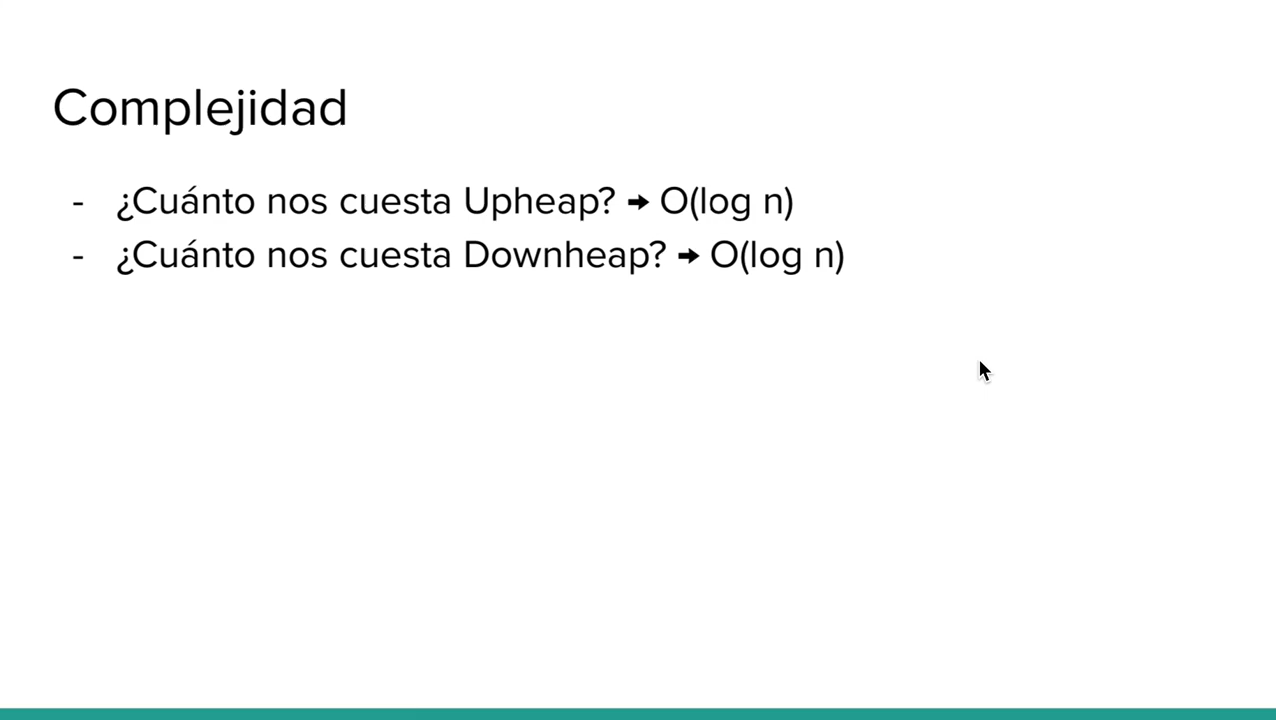 Complejidad
- ¿Cuánto nos cuesta Upheap? → O(log n)
- ¿Cuánto nos cuesta Downheap? → O(log n)